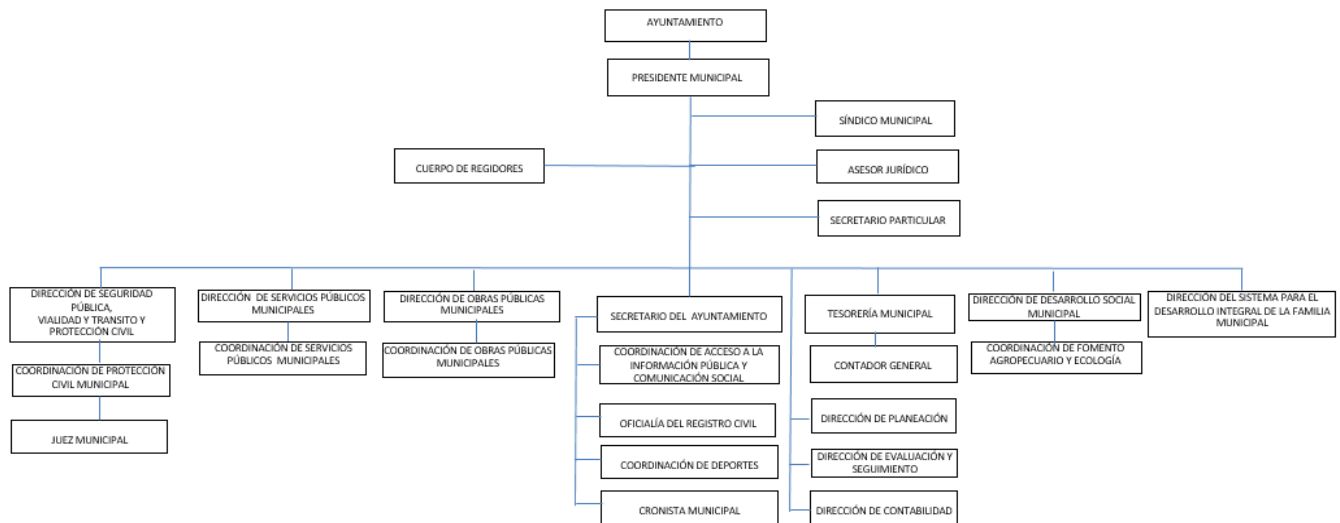 AYUNTAMIENTO
PRESIDENTE MUNICIPAL
SÍNDICO MUNICIPAL
CUERPO DE REGIDORES
ASESOR JURÍDICO
SECRETARIO PARTICULAR
DIRECCIÓN DE SEGURIDAD
PÚBLICA,
VIALIDAD Y TRANSITO Y
PROTECCIÓN CIVIL
COORDINACIÓN DE PROTECCIÓN
CIVIL MUNICIPAL
JUEZ MUNICIPAL
DIRECCIÓN DE SERVICIOS PÚBLICOS
MUNICIPALES
COORDINACIÓN DE SERVICIOS
PÚBLICOS MUNICIPALES
DIRECCIÓN DE OBRAS PÚBLICAS
MUNICIPALES
COORDINACIÓN DE OBRAS PÚBLICAS
MUNICIPALES
SECRETARIO DEL AYUNTAMIENTO
COORDINACIÓN DE ACCESO A LA
INFORMACIÓN PÚBLICA Y
COMUNICACIÓN SOCIAL
OFICIALÍA DEL REGISTRO CIVIL
COORDINACIÓN DE DEPORTES
CRONISTA MUNICIPAL
TESORERÍA MUNICIPAL
CONTADOR GENERAL
DIRECCIÓN DE PLANEACIÓN
DIRECCIÓN DE EVALUACIÓN Y
SEGUIMIENTO
DIRECCIÓN DE CONTABILIDAD
DIRECCIÓN DE DESARROLLO SOCIAL
MUNICIPAL
COORDINACIÓN DE FOMENTO
AGROPECUARIO Y ECOLOGÍA
DIRECCIÓN DEL SISTEMA PARA EL
DESARROLLO INTEGRAL DE LA FAMILIA
MUNICIPAL